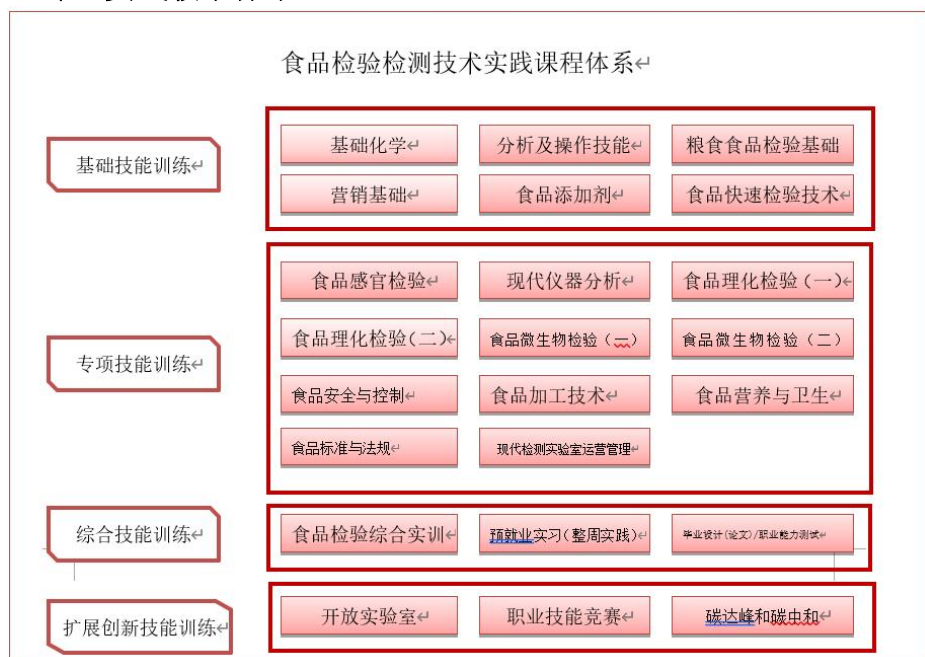 食品检验检测技术实践课程体系
基础技能训练
基础化学 分析及操作技能 粮食食品检验基础
营销基础 食品添加剂 食品快速检验技术
专项技能训练
食品感官检验 现代仪器分析 食品理化检验（一）
食品理化检验（二） 食品微生物检验（一） 食品微生物检验（二）
食品安全与控制 食品加工技术 食品营养与卫生
食品标准与法规 现代检测实验室运营管理
综合技能训练
食品检验综合实训 预就业实习（整周实践） 毕业设计（论文）/职业能力测试
扩展创新技能训练
开放实验室 职业技能竞赛 碳达峰和碳中和